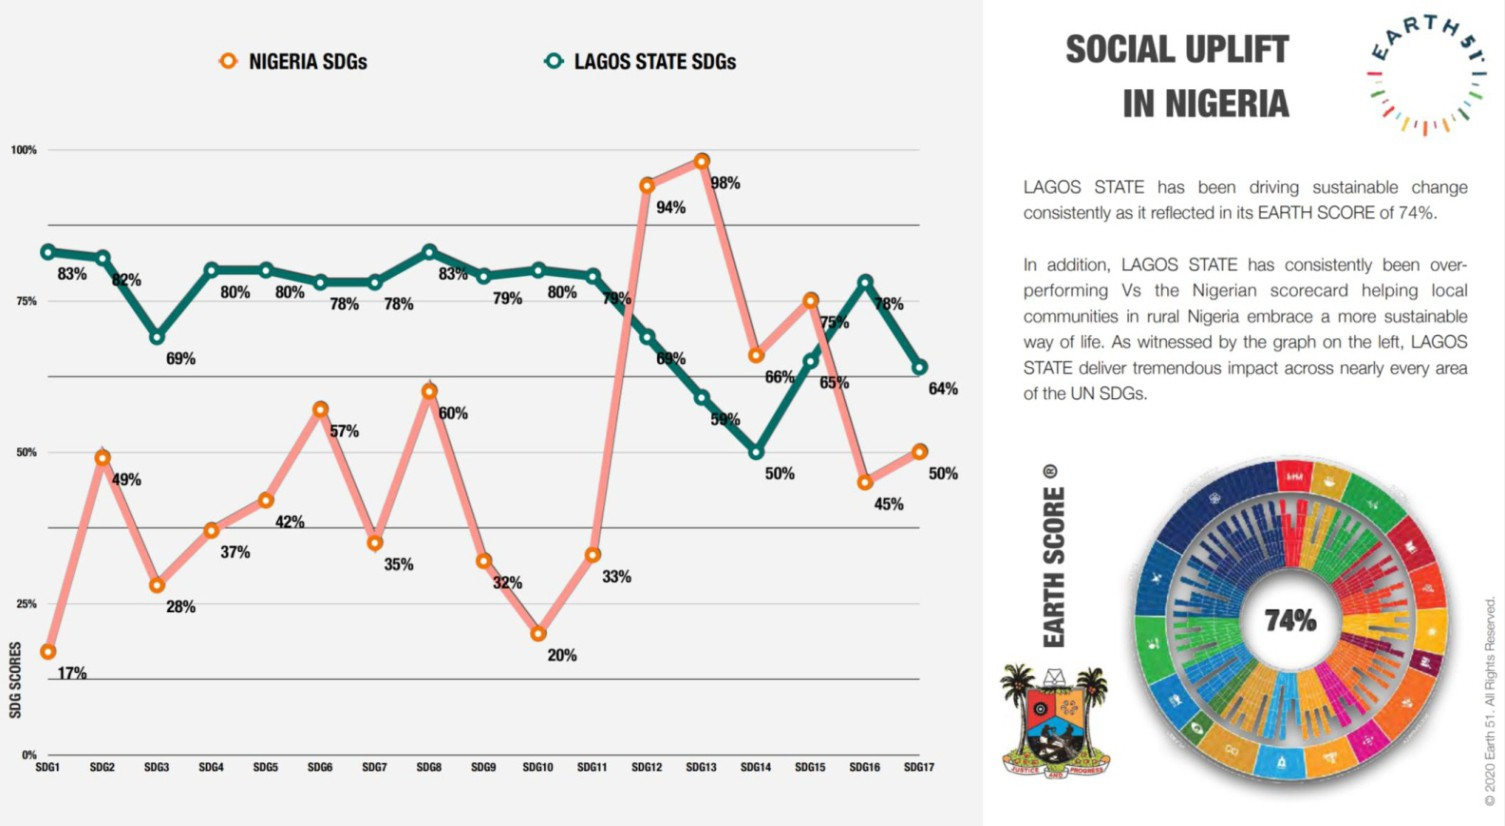 NIGERIA SDGs
LAGOS STATE SDGs
100%
75%
50%
25%
0%
SDG SCORES
83%
82%
69%
80%
80%
78%
78%
83%
79%
80%
79%
69%
59%
50%
65%
78%
64%
17%
49%
28%
37%
42%
57%
35%
60%
32%
20%
33%
94%
98%
66%
75%
45%
50%
SDG1 SDG2 SDG3 SDG4 SDG5 SDG6 SDG7 SDG8 SDG9 SDG10 SDG11 SDG12 SDG13 SDG14 SDG15 SDG16 SDG17
SOCIAL UPLIFT
IN NIGERIA
EARTH 51
LAGOS STATE has been driving sustainable change
consistently as it reflected in its EARTH SCORE of 74%.
In addition, LAGOS STATE has consistently been over-
performing Vs the Nigerian scorecard helping local
communities in rural Nigeria embrace a more sustainable
way of life. As witnessed by the graph on the left, LAGOS
STATE deliver tremendous impact across nearly every area
of the UN SDGs.
EARTH SCORE ®
74%
JUSTICE AND PROGRESS
© 2020 Earth 51. All Rights Reserved.